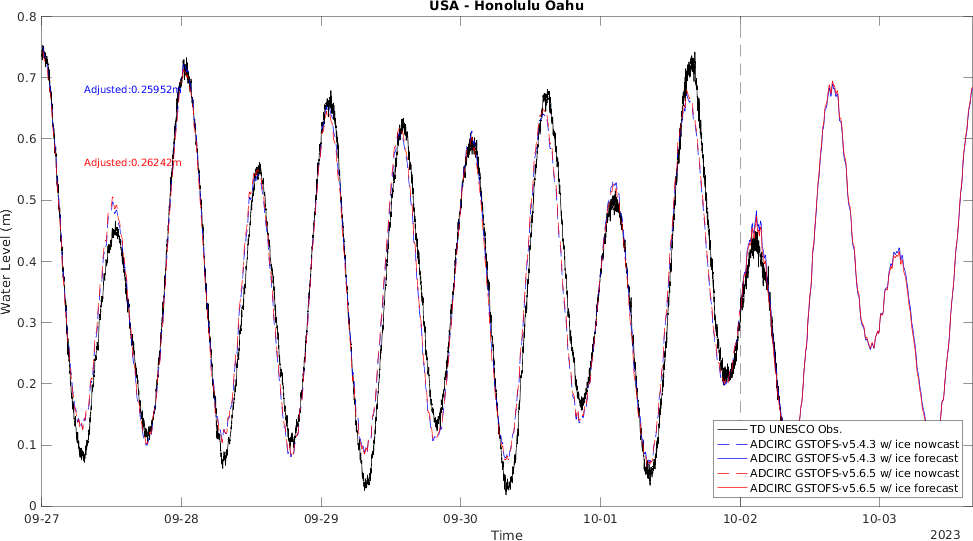 USA - Honolulu Oahu
0.8
0.7
0.6
0.5
0.4
0.3
0.2
0.1
0
Water Level (m)
Adjusted:0.25952m
Adjusted:0.26242m
TD UNESCO Obs.
ADCIRC GSTOFS-v5.4.3 w/ ice nowcast
ADCIRC GSTOFS-v5.4.3 w/ ice forecast
ADCIRC GSTOFS-v5.6.5 w/ ice nowcast
ADCIRC GSTOFS-v5.6.5 w/ ice forecast
09-27 09-28 09-29 09-30 10-01 10-02 10-03
Time
2023